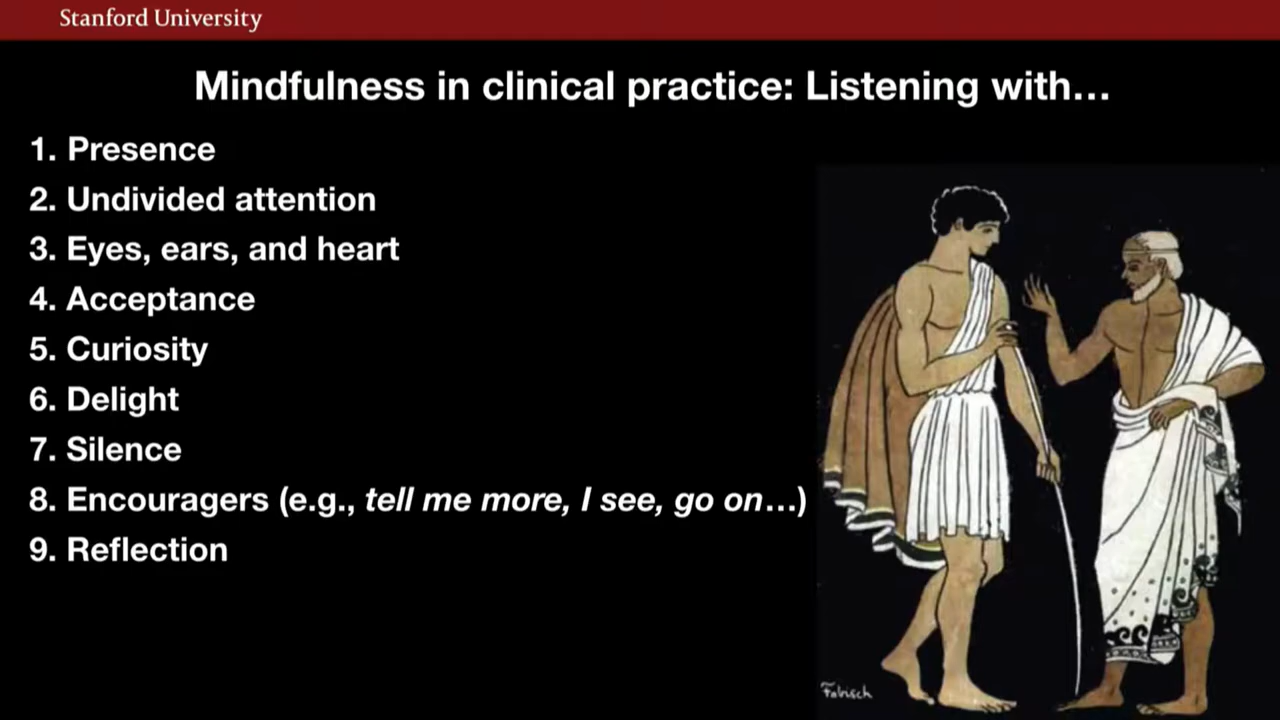 Stanford University
Mindfulness in clinical practice: Listening with…
1. Presence
2. Undivided attention
3. Eyes, ears, and heart
4. Acceptance
5. Curiosity
6. Delight
7. Silence
8. Encouragers (e.g., tell me more, I see, go on…)
9. Reflection
Fabisch